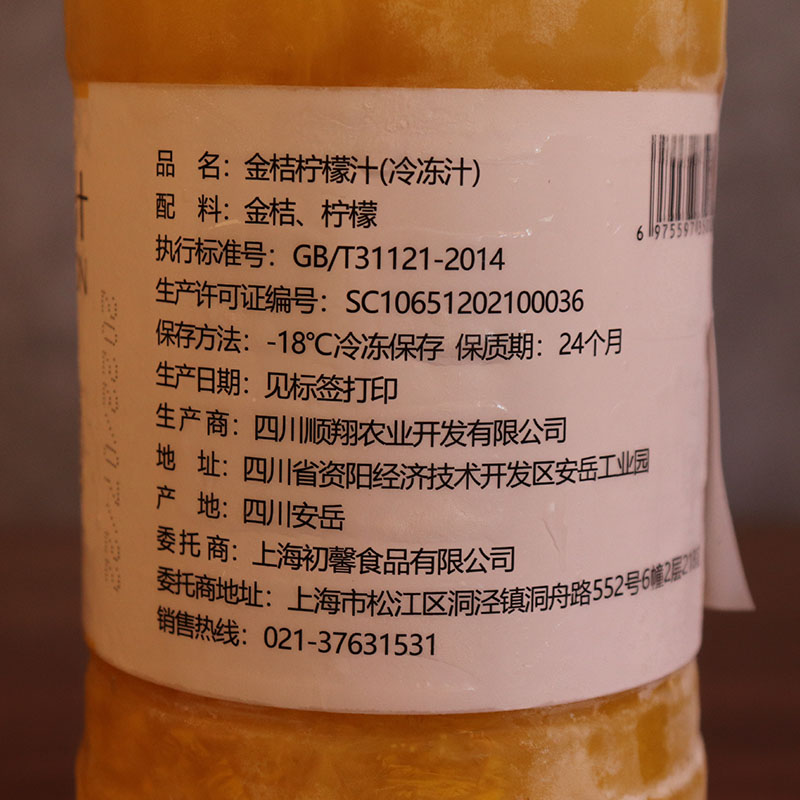 品 名：金桔柠檬汁(冷冻汁)
配 料：金桔、柠檬
执行标准号：GB/T31121-2014
生产许可证编号：SC10651202100036
保存方法：-18℃冷冻保存 保质期：24个月
生产日期：见标签打印
生产商：四川顺翔农业开发有限公司
地 址：四川省资阳经济技术开发区安岳工业园
产 地：四川安岳
委托商：上海初馨食品有限公司
委托商地址：上海市松江区洞泾镇洞舟路552号6幢2层
销售热线：021-37631531
6 975597
汁